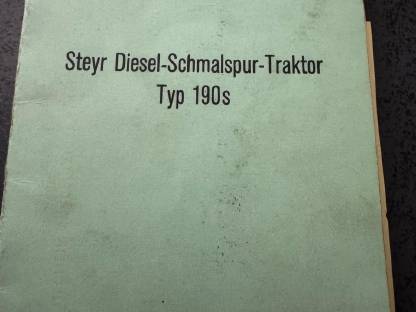 Steyr Diesel-Schmalspur-Traktor
Typ 190s